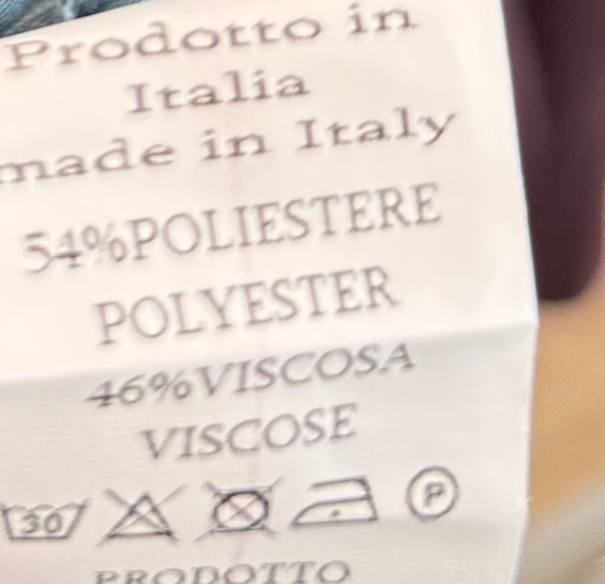 Prodotto in
Italia
made in Italy
54%POLIESTERE
POLYESTER
46%VISCOSA
VISCOSE
30 P
PRODOTTO